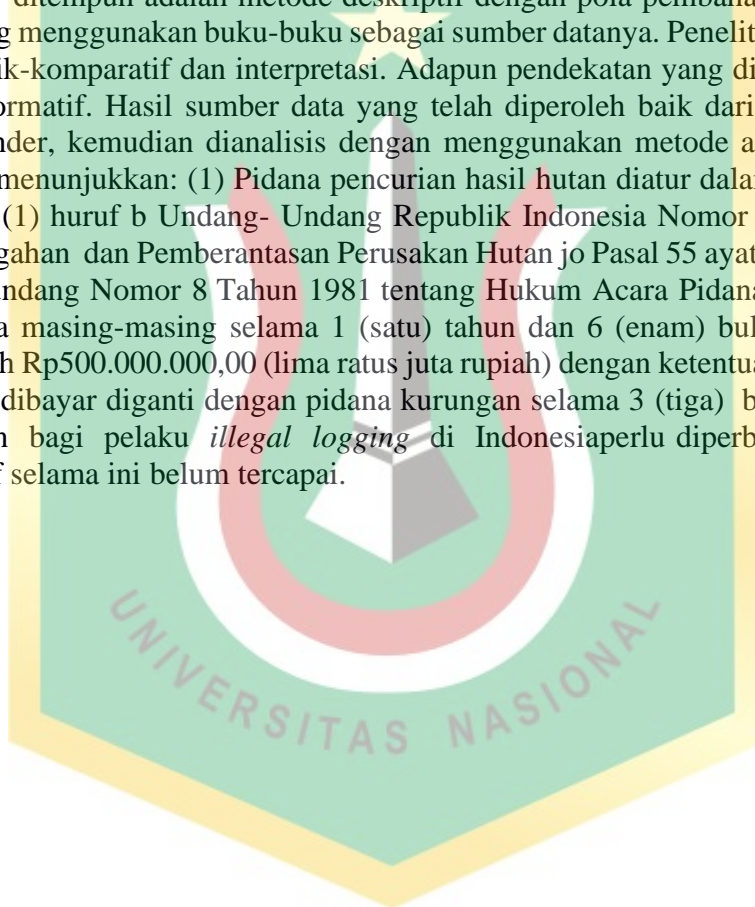 ditempuh adalah metode deskriptif dengan pola pembaha
menggunakan buku-buku sebagai sumber datanya. Penelit
ik-komparatif dan interpretasi. Adapun pendekatan yang di
ormatif. Hasil sumber data yang telah diperoleh baik dari
nder, kemudian dianalisis dengan menggunakan metode a
menunjukkan: (1) Pidana pencurian hasil hutan diatur dalar
(1) huruf b Undang- Undang Republik Indonesia Nomor
gahan dan Pemberantasan Perusakan Hutan jo Pasal 55 ayat
undang Nomor 8 Tahun 1981 tentang Hukum Acara Pidana
a masing-masing selama 1 (satu) tahun dan 6 (enam) bul
h Rp500.000.000,00 (lima ratus juta rupiah) dengan ketentua
dibayar diganti dengan pidana kurungan selama 3 (tiga) b
n bagi pelaku illegal logging di Indonesiaperlu diperb
f selama ini belum tercapai.
UNIVERSITAS NASIONAL